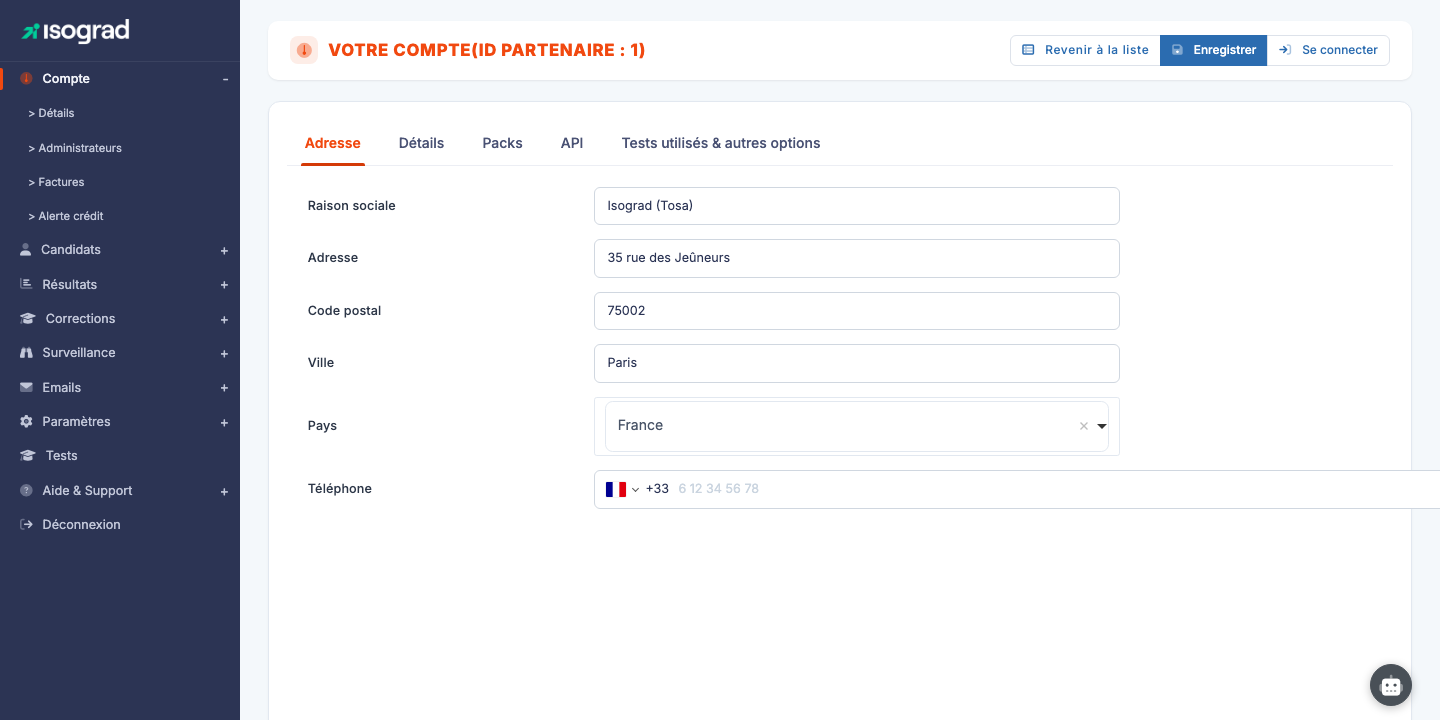 isograd
Compte -
> Détails
> Administrateurs
> Factures
> Alerte crédit
Candidats +
Résultats +
Corrections +
Surveillance +
Emails +
Paramètres +
Tests
? Aide & Support +
Déconnexion
VOTRE COMPTE(ID PARTENAIRE : 1)
Revenir à la liste
Enregistrer
Se connecter
Adresse Détails Packs API Tests utilisés & autres options
Raison sociale Isograd (Tosa)
Adresse 35 rue des Jeûneurs
Code postal 75002
Ville Paris
Pays France ×
Téléphone +33 6 12 34 56 78